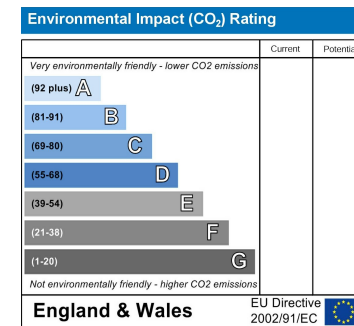 Environmental Impact (CO₂) Rating
Current Potentia
Very environmentally friendly - lower CO2 emissions
(92 plus) A
(81-91) B
(69-80) C
(55-68) D
(39-54) E
(21-38) F
(1-20) G
Not environmentally friendly - higher CO2 emissions
England & Wales
EU Directive
2002/91/EC